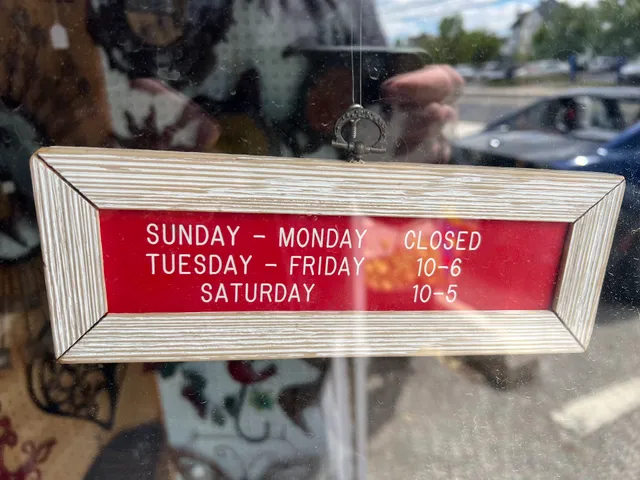 SUNDAY - MONDAY CLOSED
TUESDAY - FRIDAY 10-6
SATURDAY 10-5